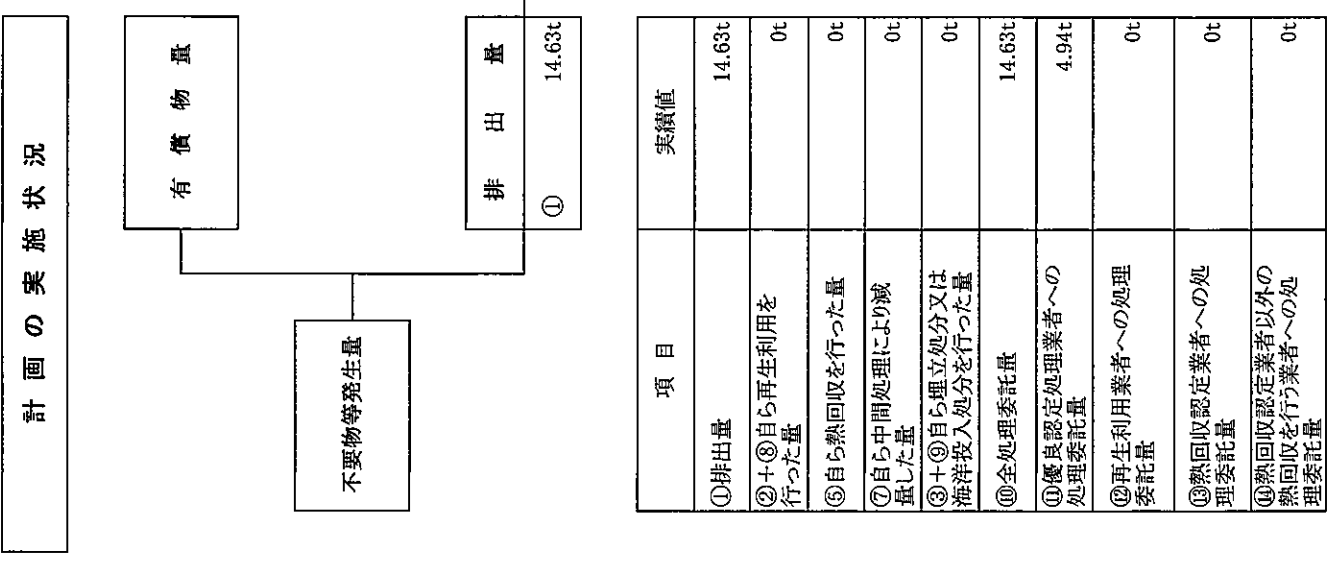 計画の実施状況
有償物量
不要物等発生量
排出量
① 14.63t
項目 実績値
①排出量 14.63t
②+⑧自ら再生利用を
行った量 0t
⑤自ら熱回収を行った量 0t
⑦自ら中間処理により減
量した量 0t
③+⑨自ら埋立処分又は
海洋投入処分を行った量 0t
⑩全処理委託量 14.63t
⑪優良認定処理業者への
処理委託量 4.94t
⑫再生利用業者への処理
委託量 0t
⑬熱回収認定業者への処
理委託量 0t
⑭熱回収認定業者以外の
熱回収を行う業者への処
理委託量 0t